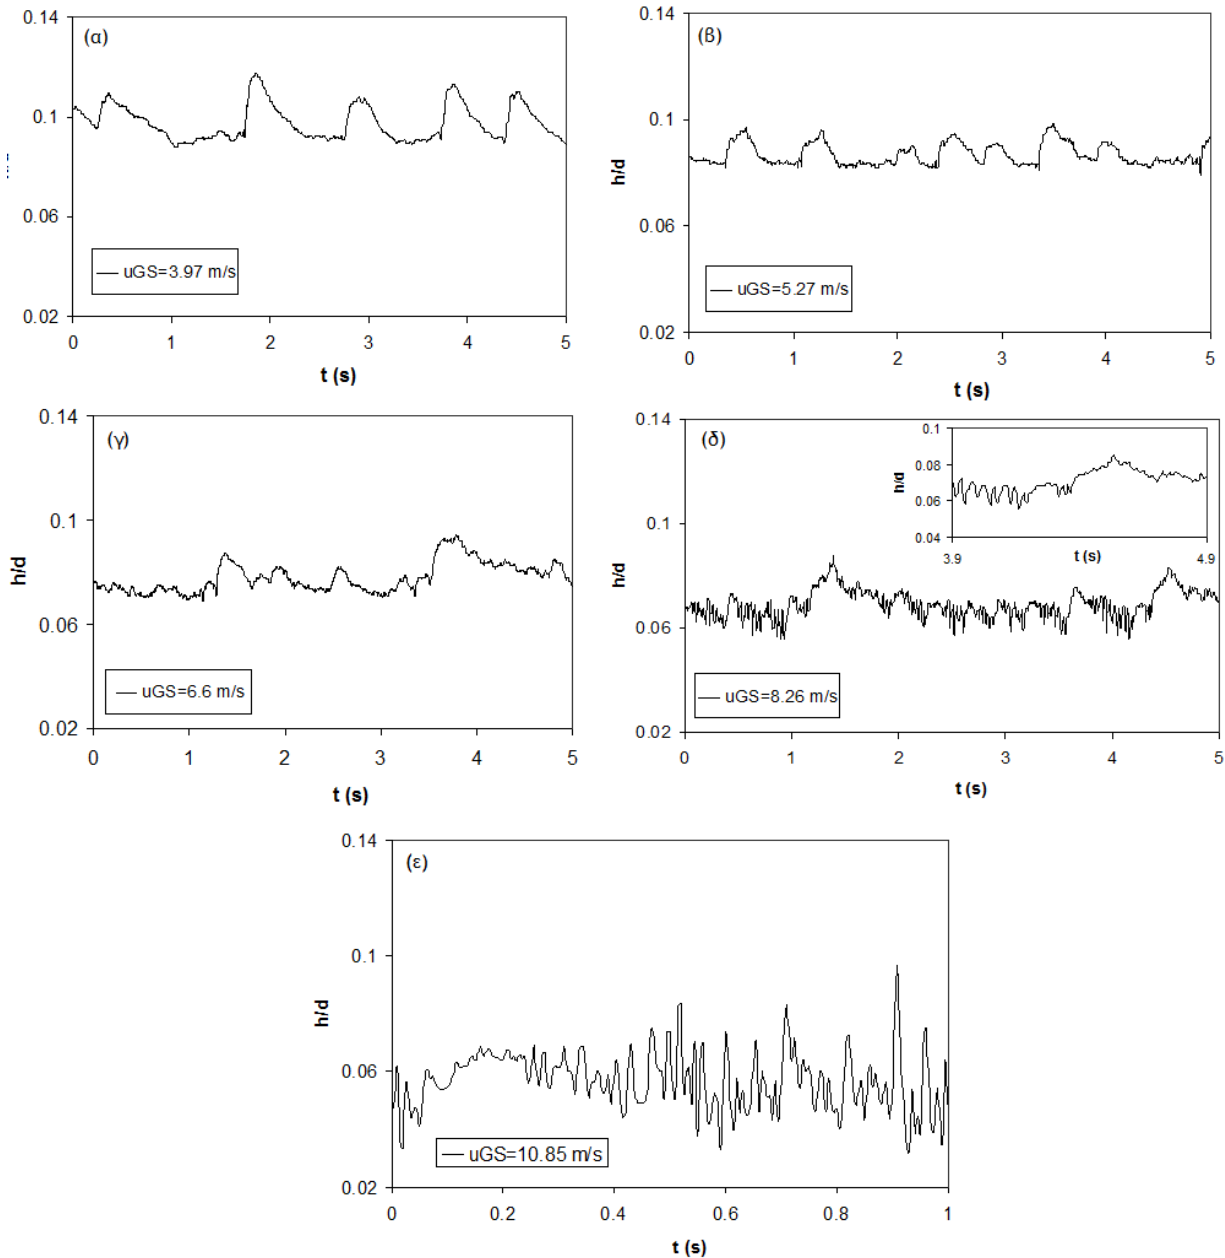 (α)
0.14
0.1
0.06
0.02
uGS=3.97 m/s
0 1 2 3 4 5
t (s)
(β)
0.14
0.1
0.06
0.02
h/d
uGS=5.27 m/s
0 1 2 3 4 5
t (s)
(γ)
0.14
0.1
0.06
0.02
h/d
uGS=6.6 m/s
0 1 2 3 4 5
t (s)
(δ)
0.14
0.1
0.06
0.02
h/d
0.1
0.08
0.06
0.04
h/d
3.9 4.9
t (s)
uGS=8.26 m/s
0 1 2 3 4 5
t (s)
(ε)
0.14
0.1
0.06
0.02
h/d
uGS=10.85 m/s
0 0.2 0.4 0.6 0.8 1
t (s)